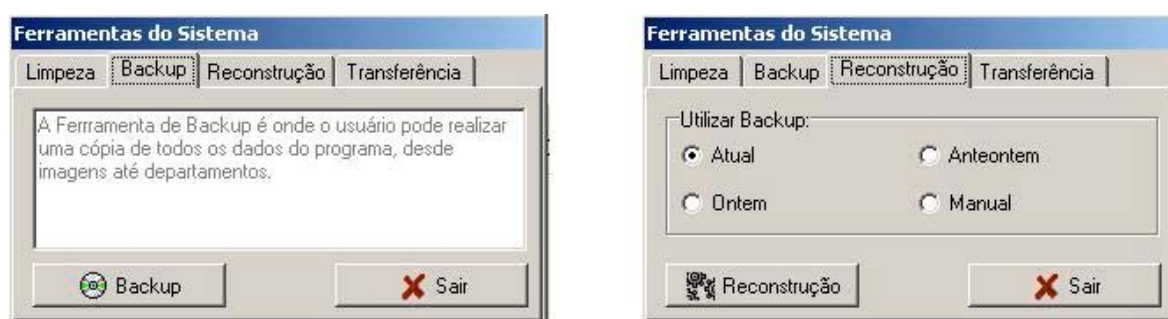 Ferramentas do Sistema
Limpeza Backup Reconstrução Transferência
A Ferrramenta de Backup é onde o usuário pode realizar
uma cópia de todos os dados do programa, desde
imagens até departamentos.
Backup Sair
Ferramentas do Sistema
Limpeza Backup Reconstrução Transferência
Utilizar Backup:
Atual Anteontem
Ontem Manual
Reconstrução Sair